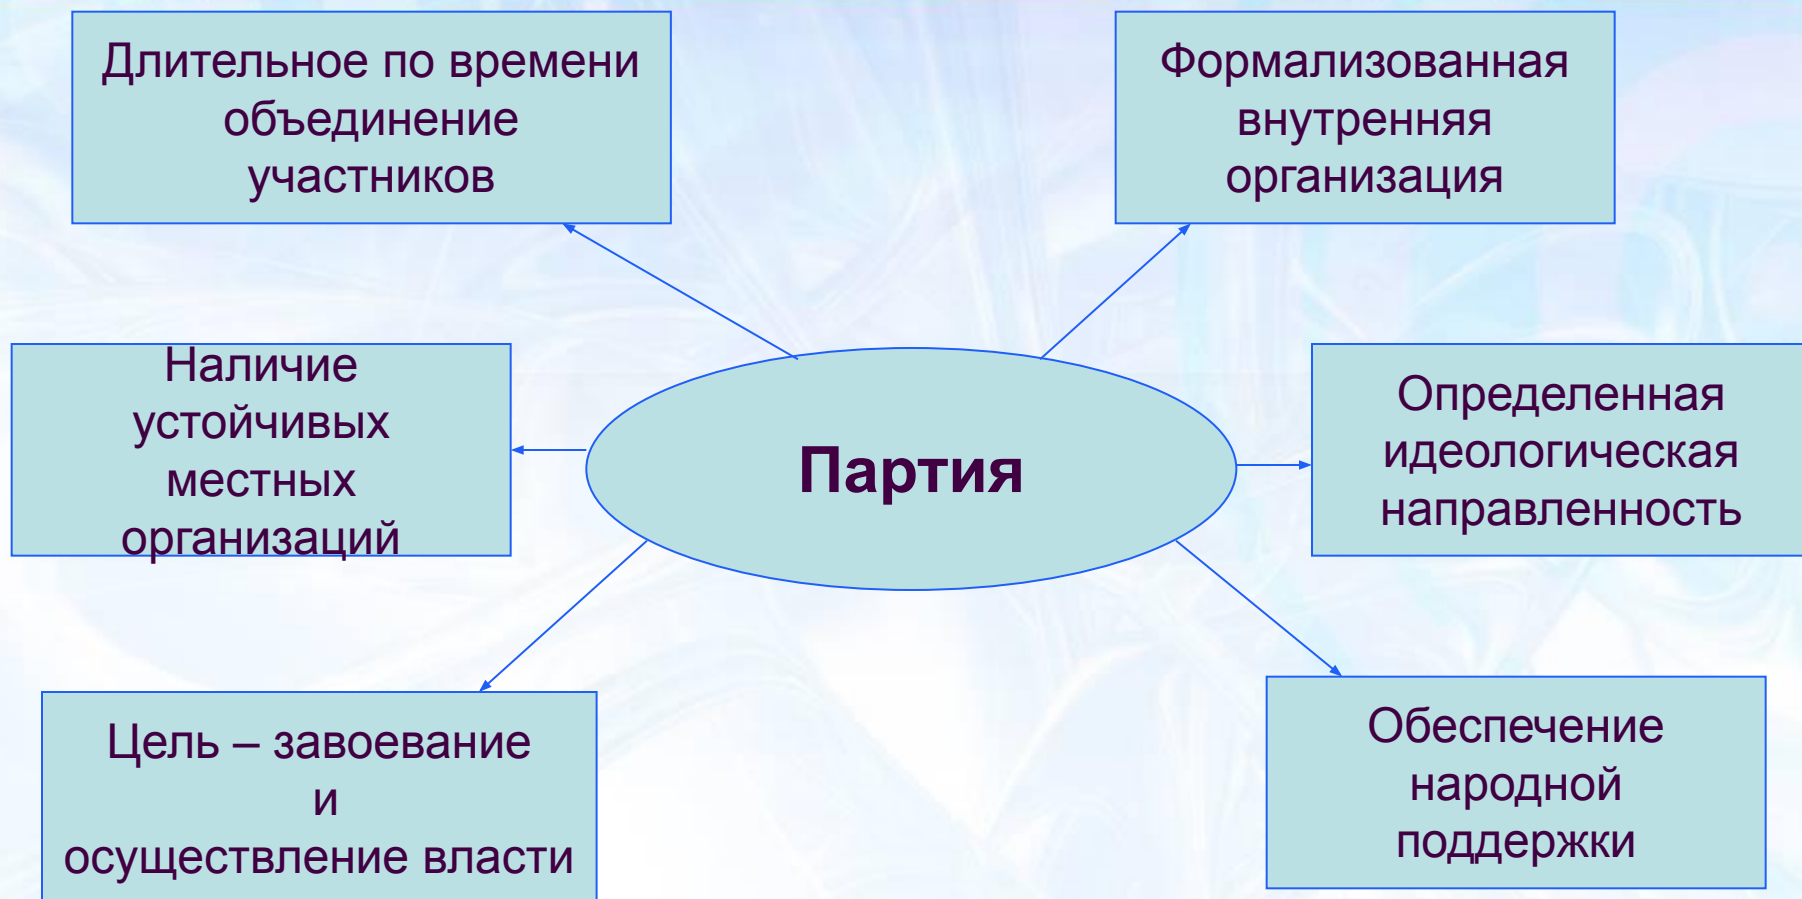 Длительное по времени
объединение
участников
Формализованная
внутренняя
организация
Наличие
устойчивых
местных
организаций
Партия
Определенная
идеологическая
направленность
Цель – завоевание
и
осуществление власти
Обеспечение
народной
поддержки